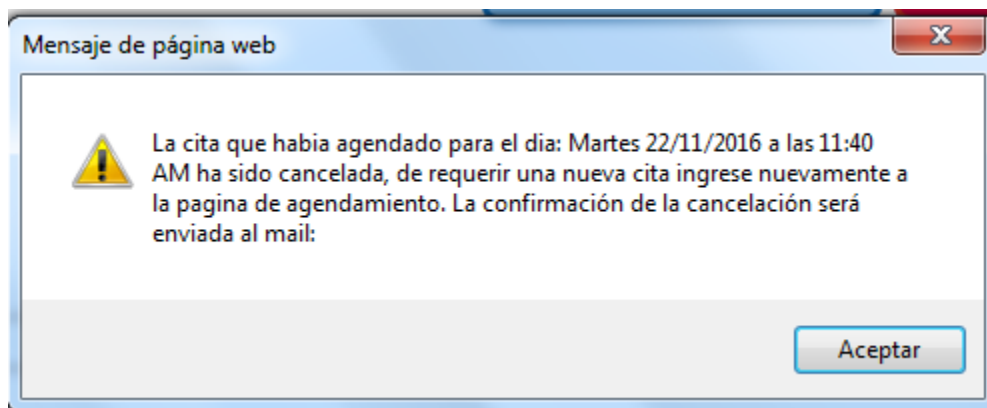 Mensaje de página web
La cita que habia agendado para el dia: Martes 22/11/2016 a las 11:40
AM ha sido cancelada, de requerir una nueva cita ingrese nuevamente a
la pagina de agendamiento. La confirmación de la cancelación será
enviada al mail:
Aceptar